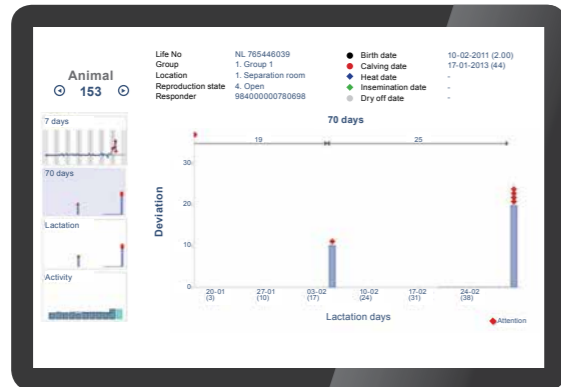 Animal
153
Life No NL 765446039
Group 1. Group 1
Location 1. Separation room
Reproduction state 4. Open
Responder 984000000780698
Birth date 10-02-2011 (2.00)
Calving date 17-01-2013 (44)
Heat date -
Insemination date -
Dry off date -
7 days
70 days
Lactation
Activity
70 days
19 25
Deviation
30
20
10
0
20-01 27-01 03-02 10-02 17-02 24-02
(3) (10) (17) (24) (31) (38)
Lactation days
Attention